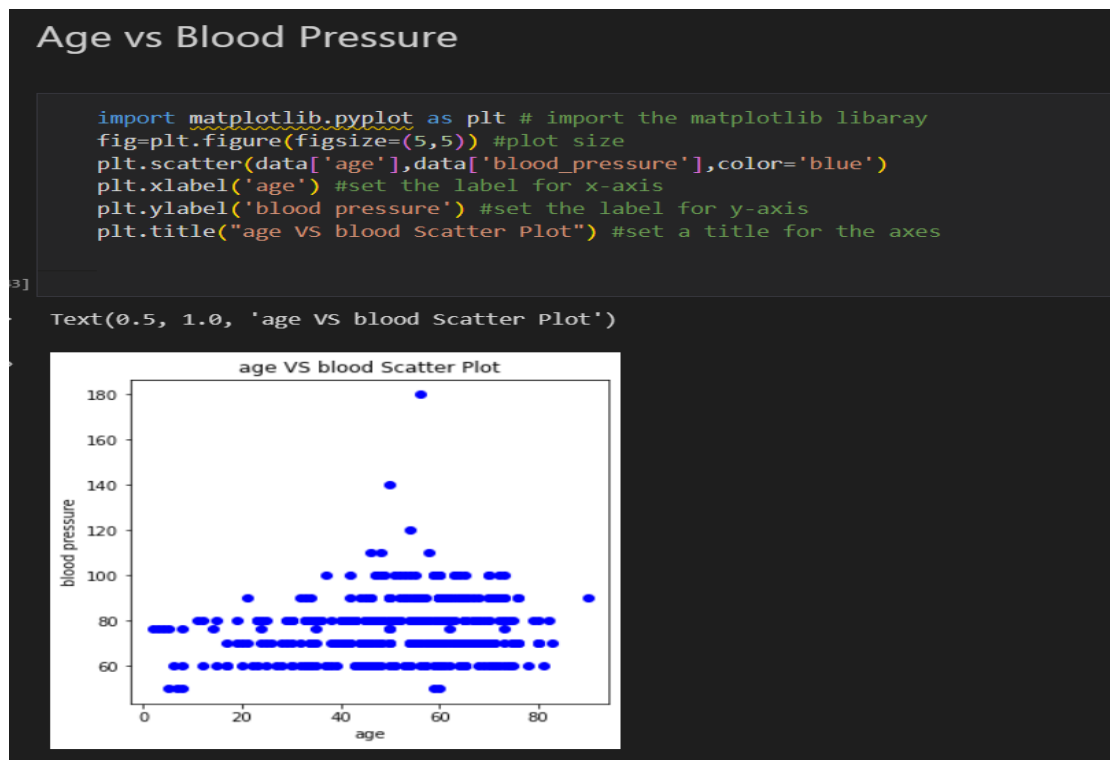 Age vs Blood Pressure
import matplotlib.pyplot as plt # import the matplotlib libaray
fig=plt.figure(figsize=(5,5)) #plot size
plt.scatter(data['age'],data['blood_pressure'],color='blue')
plt.xlabel('age') #set the label for x-axis
plt.ylabel('blood pressure') #set the label for y-axis
plt.title("age VS blood Scatter Plot") #set a title for the axes
3]
Text(0.5, 1.0, 'age VS blood Scatter Plot')
age VS blood Scatter Plot
180
160
140
120
100
80
60
blood pressure
0 20 40 60 80
age